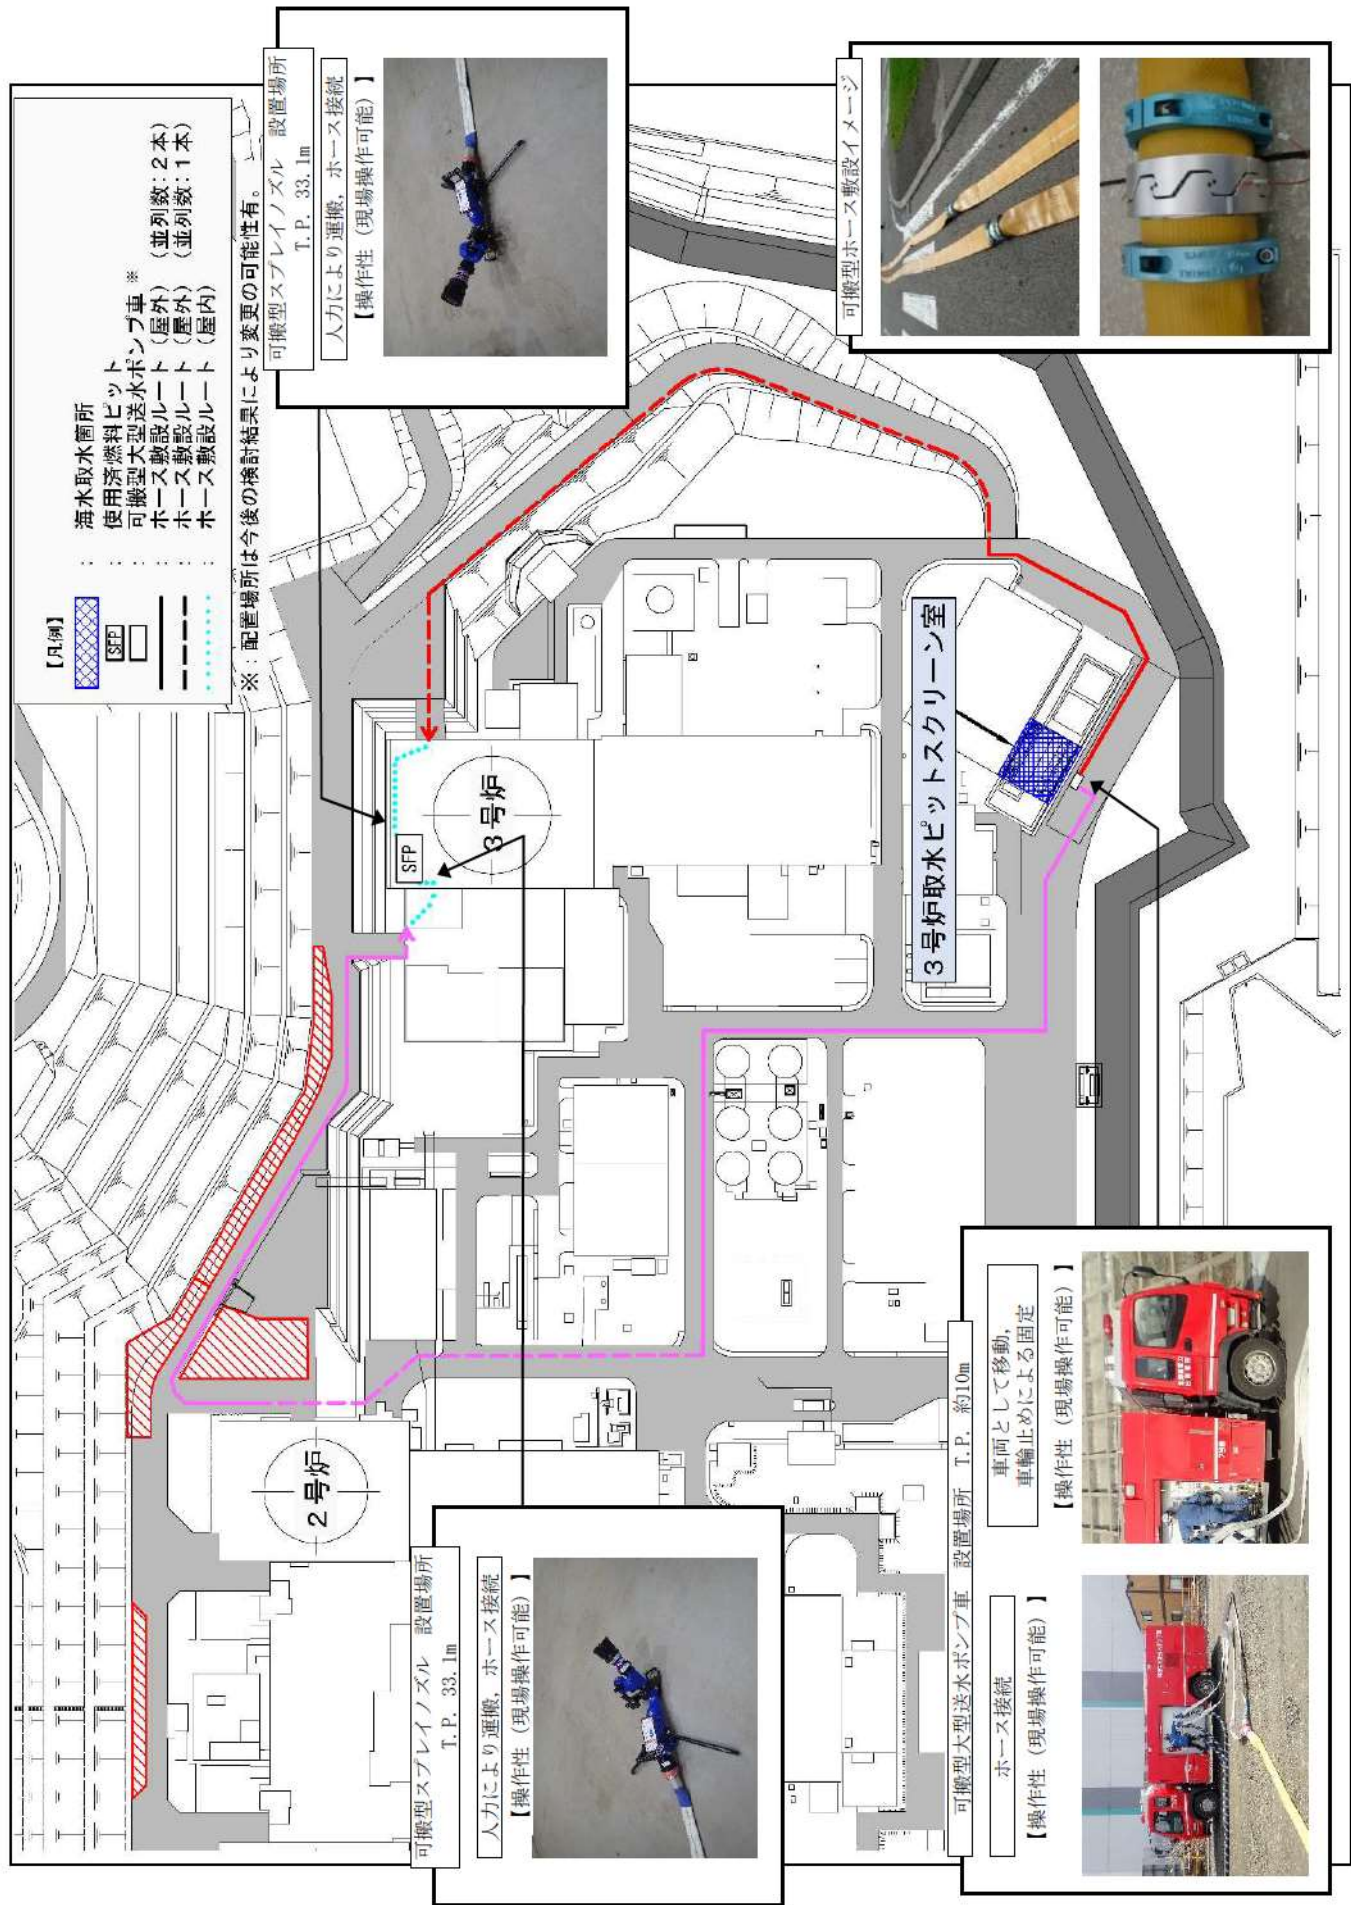 【凡例】
: 海水取水箇所
SFP : 使用済燃料ピット
: 可搬型大型送水ポンプ車 ※
: ホース敷設ルート (屋外) (並列数:2本)
: ホース敷設ルート (屋外) (並列数:1本)
: ホース敷設ルート (屋内)
※:配置場所は今後の検討結果により変更の可能性有。
可搬型スプレイノズル 設置場所
T.P. 33.1m
人力により運搬,ホース接続
【操作性(現場操作可能)】
可搬型ホース敷設イメージ
SFP
3号炉
3号炉取水ピットスクリーン室
2号炉
可搬型スプレイノズル 設置場所
T.P. 33.1m
人力により運搬,ホース接続
【操作性(現場操作可能)】
可搬型大型送水ポンプ車 設置場所 T.P. 約10m
ホース接続
【操作性(現場操作可能)】
車両として移動,
車輪止めによる固定
【操作性(現場操作可能)】